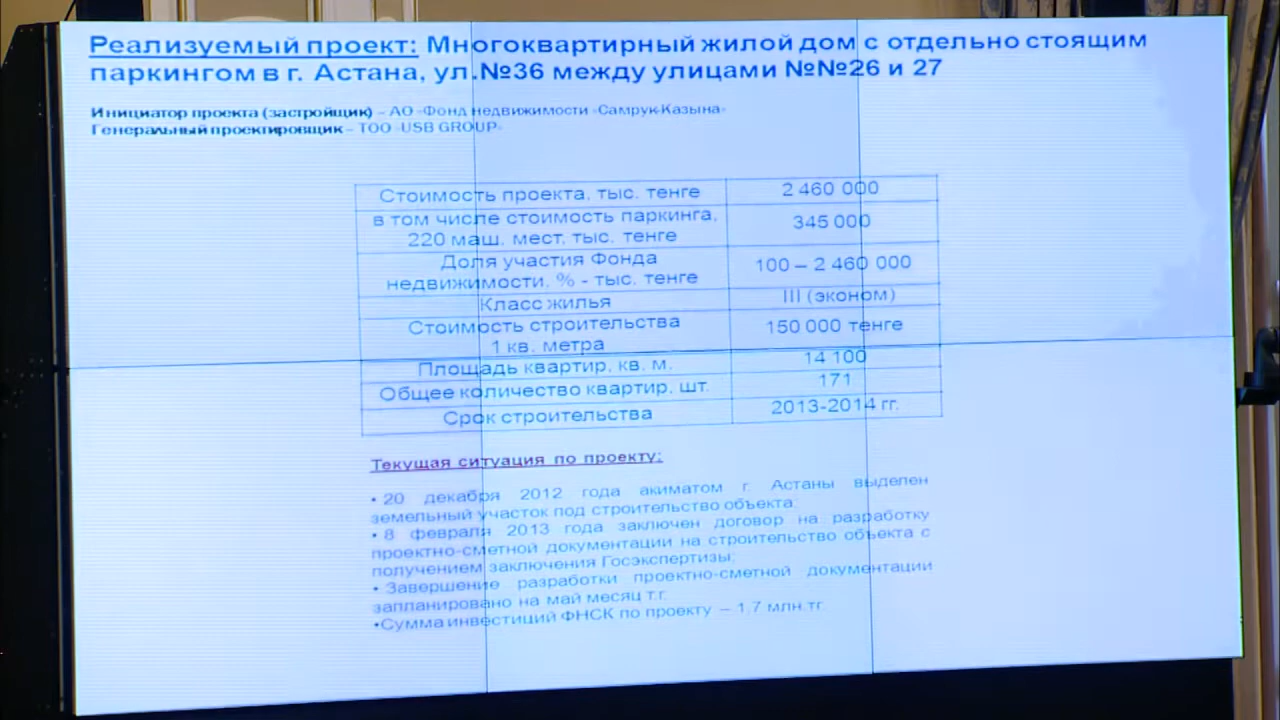 Реализуемый проект: Многоквартирный жилой дом с отдельно стоящим
паркингом в г. Астана, ул.№36 между улицами №№26 и 27
Инициатор проекта (застройщик) – АО «Фонд недвижимости «Самрук-Казына»
Генеральный проектировщик – ТОО «USB GROUP»
Стоимость проекта, тыс. тенге 2 460 000
в том числе стоимость паркинга,
220 маш. мест, тыс. тенге 345 000
Доля участия Фонда
недвижимости, % - тыс. тенге 100 – 2 460 000
Класс жилья III (эконом)
Стоимость строительства
1 кв. метра 150 000 тенге
Площадь квартир, кв. м. 14 100
Общее количество квартир, шт. 171
Срок строительства 2013-2014 гг.
Текущая ситуация по проекту:
• 20 декабря 2012 года акиматом г. Астаны выделен
земельный участок под строительство объекта;
• 8 февраля 2013 года заключен договор на разработку
проектно-сметной документации на строительство объекта с
получением заключения Госэкспертизы;
• Завершение разработки проектно-сметной документации
запланировано на май месяц т.г.
•Сумма инвестиций ФНСК по проекту – 1,7 млн.тг.